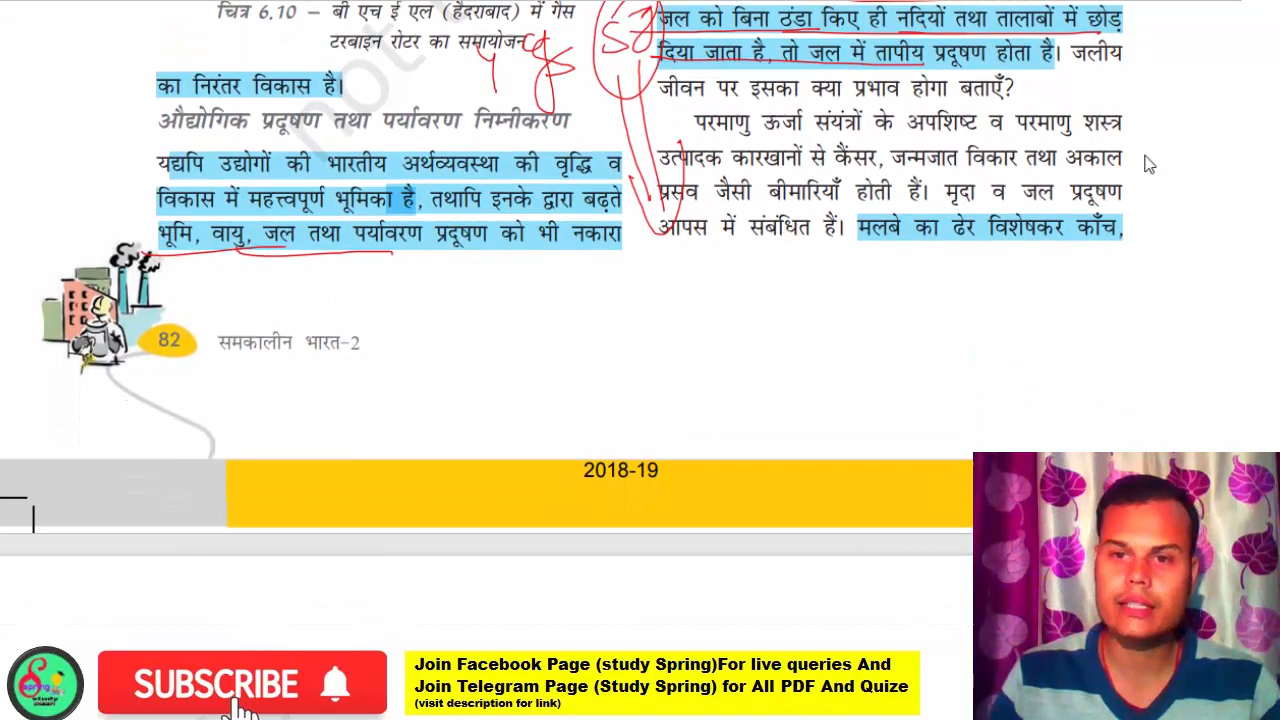 चित्र 6.10 – बी एच ई एल (हैदराबाद) में गैस
टरबाइन रोटर का समायोजन
का निरंतर विकास है।
औद्योगिक प्रदूषण तथा पर्यावरण निम्नीकरण
यद्यपि उद्योगों की भारतीय अर्थव्यवस्था की वृद्धि व
विकास में महत्त्वपूर्ण भूमिका है, तथापि इनके द्वारा बढ़ते
भूमि, वायु, जल तथा पर्यावरण प्रदूषण को भी नकारा
82 समकालीन भारत-2
जल को बिना ठंडा किए ही नदियों तथा तालाबों में छोड़
दिया जाता है, तो जल में तापीय प्रदूषण होता है। जलीय
जीवन पर इसका क्या प्रभाव होगा बताएँ?
परमाणु ऊर्जा संयंत्रों के अपशिष्ट व परमाणु शस्त्र
उत्पादक कारखानों से कैंसर, जन्मजात विकार तथा अकाल
प्रसव जैसी बीमारियाँ होती हैं। मृदा व जल प्रदूषण
आपस में संबंधित हैं। मलबे का ढेर विशेषकर काँच,
2018-19
SUBSCRIBE
Join Facebook Page (study Spring)For live queries And
Join Telegram Page (Study Spring) for All PDF And Quize
(visit description for link)